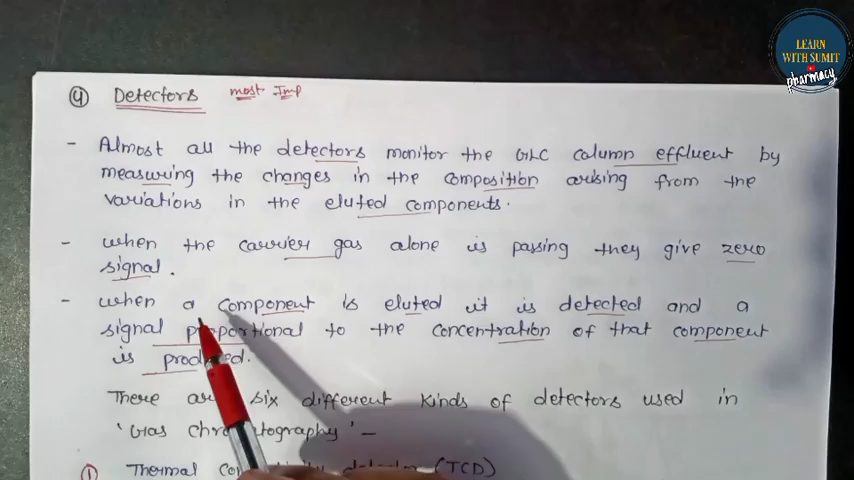 LEARN
WITH SUMIT
pharmacy
4 Detectors most Imp
- Almost all the detectors monitor the GLC column effluent by
measuring the changes in the composition arising from the
variations in the eluted components.
- when the carrier gas alone is passing they give zero
signal.
- when a component is eluted it is detected and a
signal proportional to the concentration of that component
is produced.
There are six different kinds of detectors used in
'Gas chromatography' -
1 Thermal detector (TCD)